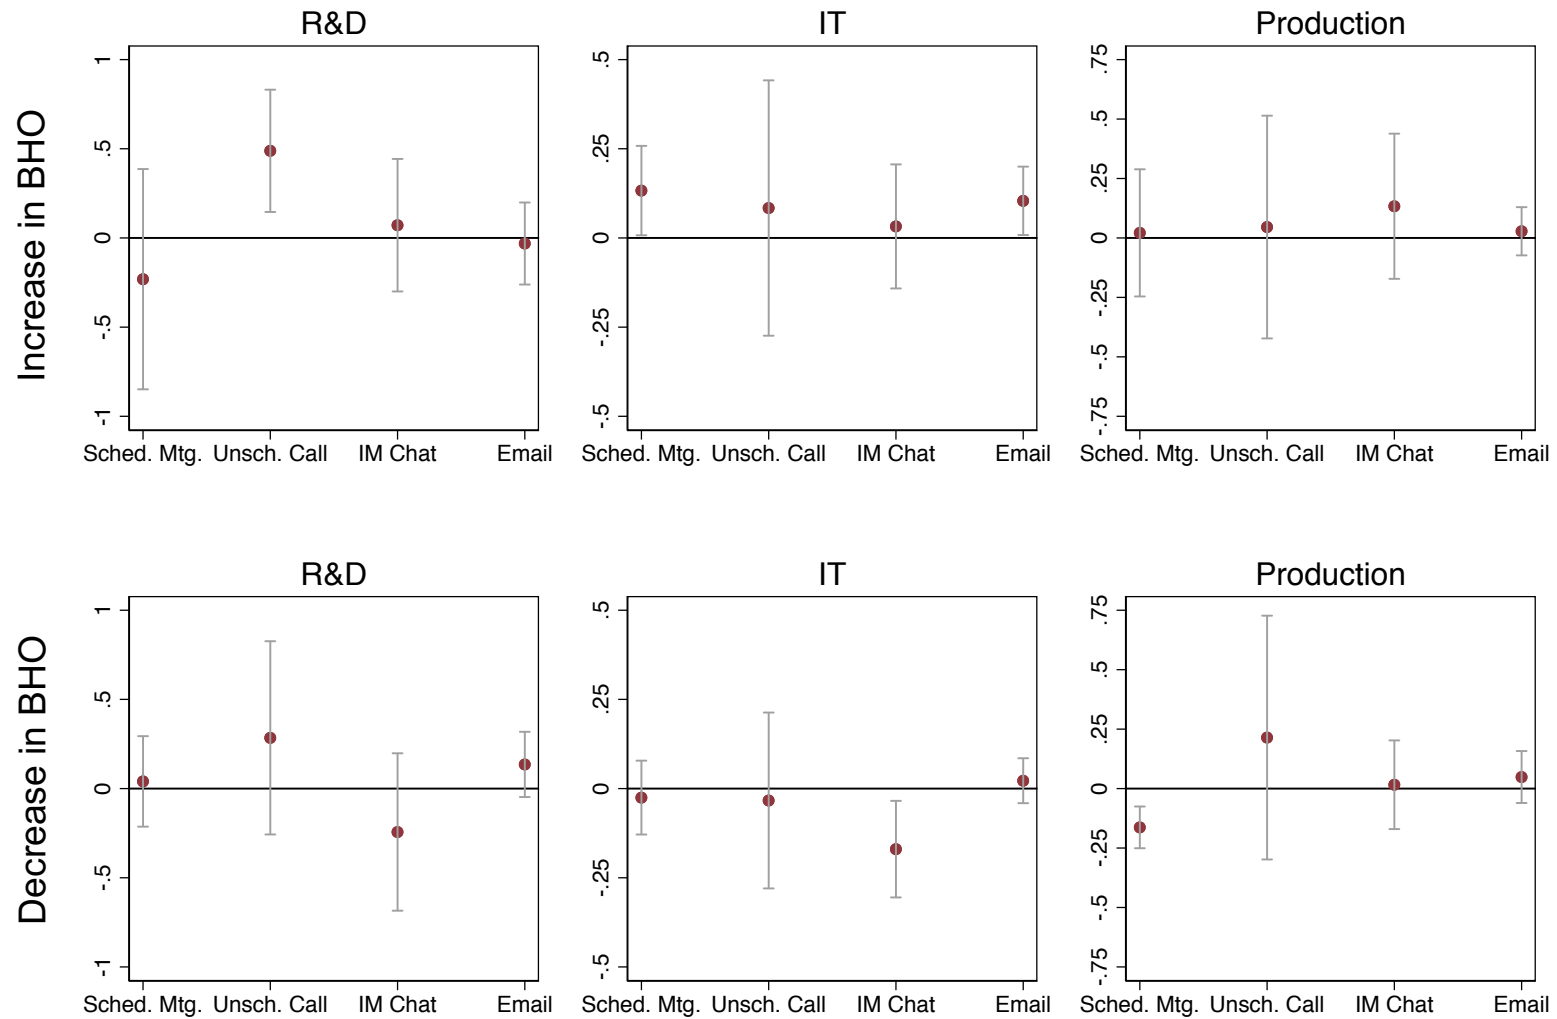 R&D
IT
Production
Increase in BHO
1
.5
0
-.5
-1
Sched. Mtg. Unsch. Call IM Chat Email
.5
.25
0
-.25
-.5
Sched. Mtg. Unsch. Call IM Chat Email
.75
.5
.25
0
-.25
-.5
-.75
Sched. Mtg. Unsch. Call IM Chat Email
R&D
IT
Production
Decrease in BHO
1
.5
0
-.5
-1
Sched. Mtg. Unsch. Call IM Chat Email
.5
.25
0
-.25
-.5
Sched. Mtg. Unsch. Call IM Chat Email
.75
.5
.25
0
-.25
-.5
-.75
Sched. Mtg. Unsch. Call IM Chat Email